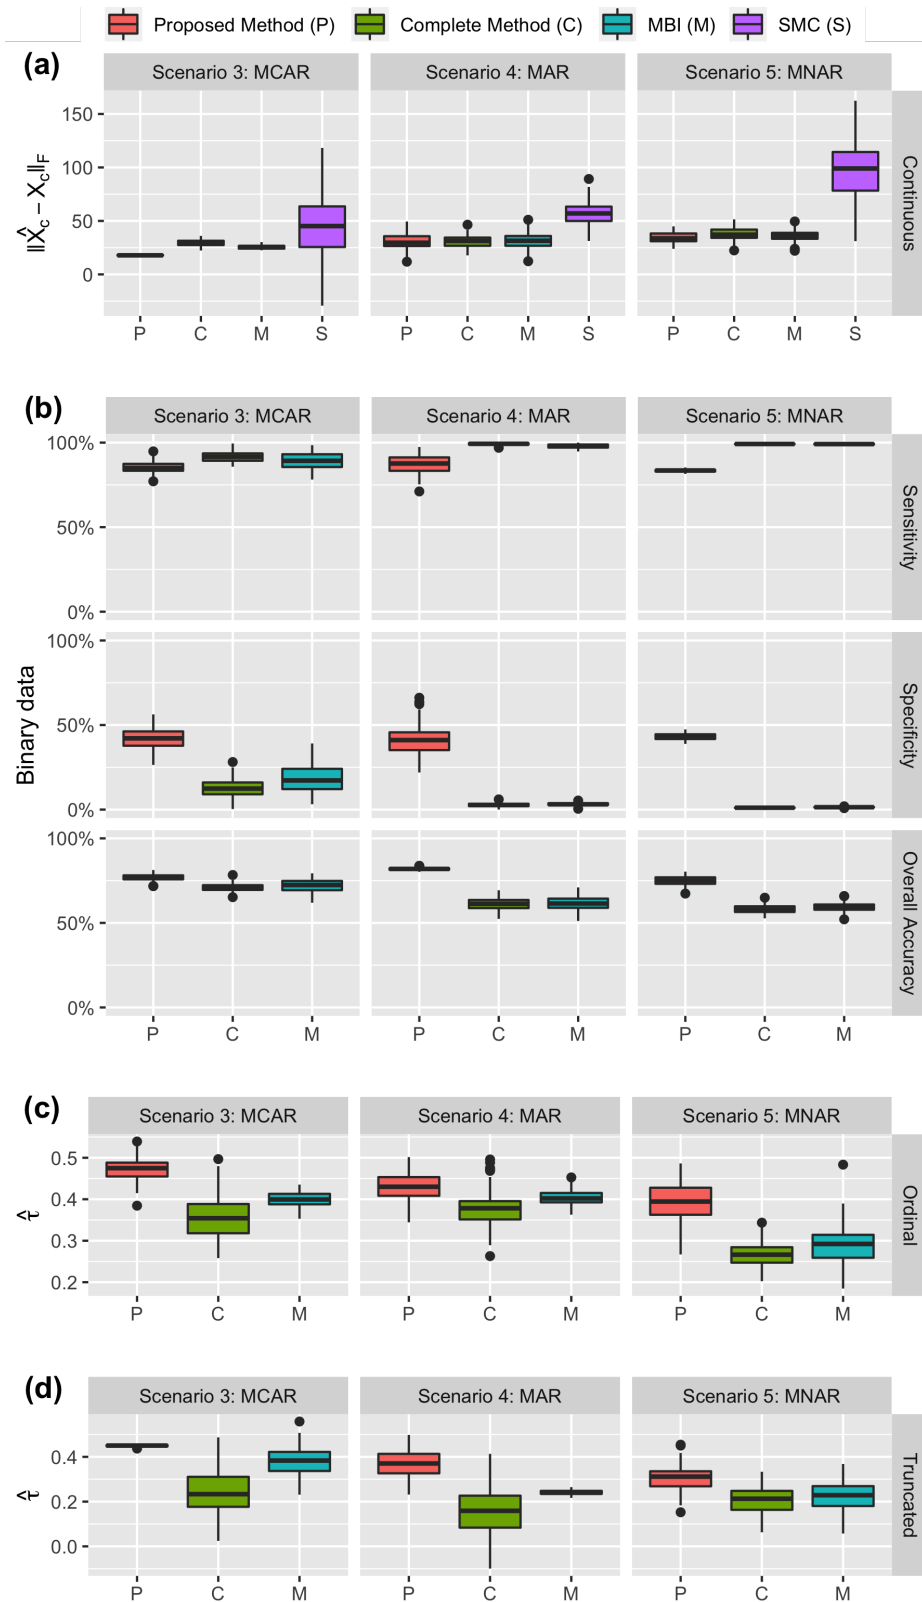 Proposed Method (P) Complete Method (C) MBI (M) SMC (S)
(a)
Scenario 3: MCAR Scenario 4: MAR Scenario 5: MNAR
||X̂c − Xc||F
150
100
50
0
Continuous
P C M S P C M S P C M S
(b)
Scenario 3: MCAR Scenario 4: MAR Scenario 5: MNAR
Binary data
100%
50%
0%
Sensitivity
100%
50%
0%
Specificity
100%
50%
0%
Overall Accuracy
P C M P C M P C M
(c)
Scenario 3: MCAR Scenario 4: MAR Scenario 5: MNAR
τ̂
0.5
0.4
0.3
0.2
Ordinal
P C M P C M P C M
(d)
Scenario 3: MCAR Scenario 4: MAR Scenario 5: MNAR
τ̂
0.4
0.2
0.0
Truncated
P C M P C M P C M